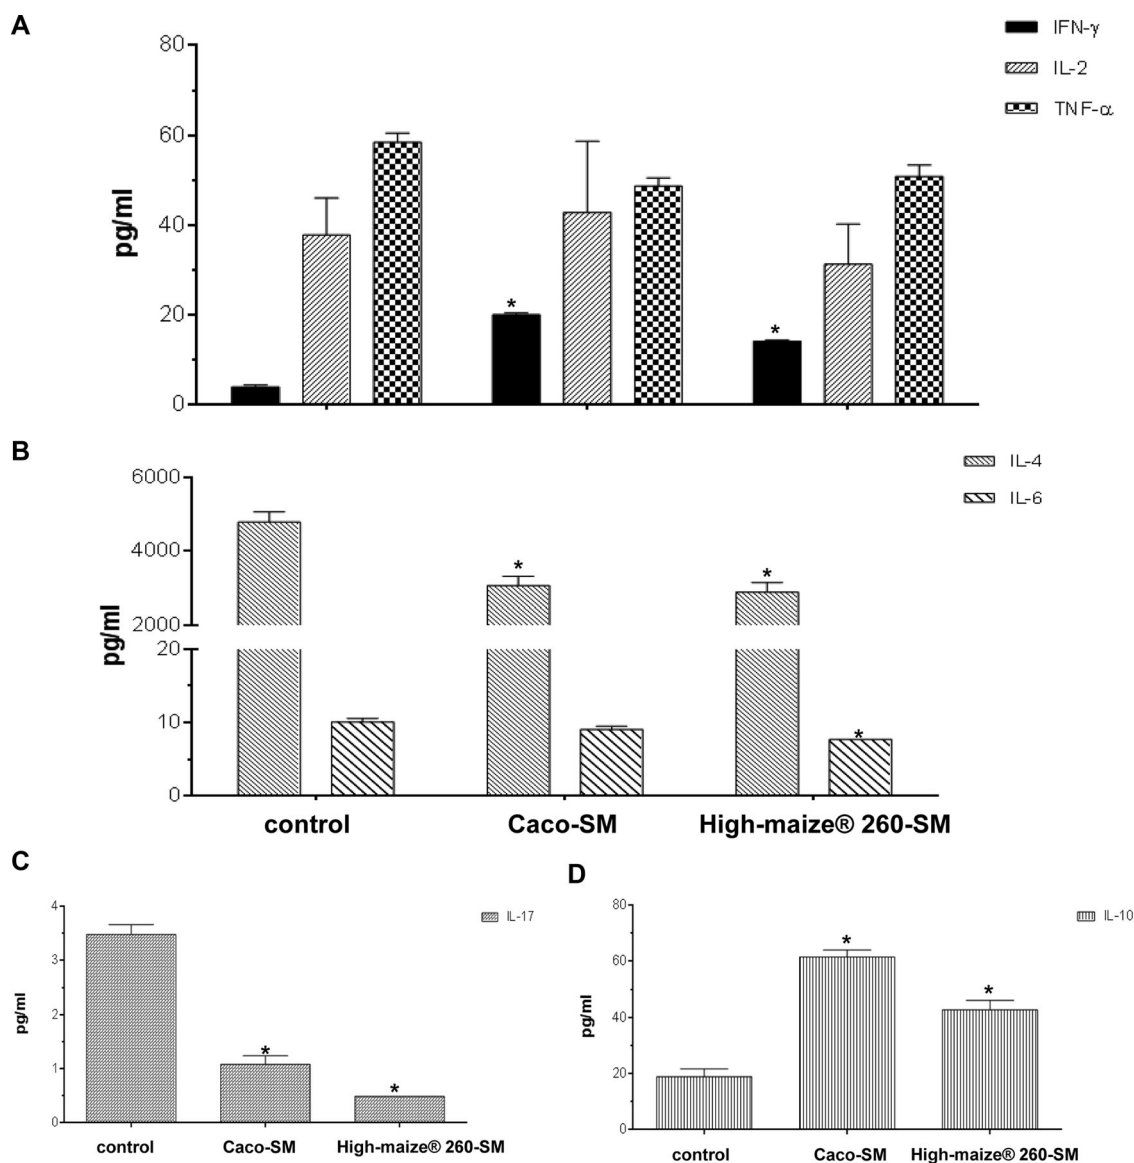 A
IFN-γ
IL-2
TNF-α
80
60
40
20
0
pg/ml
*
*
B
IL-4
IL-6
6000
4000
2000
20
10
0
pg/ml
*
*
*
control Caco-SM High-maize® 260-SM
C
IL-17
4
3
2
1
0
pg/ml
*
*
control Caco-SM High-maize® 260-SM
D
IL-10
80
60
40
20
0
pg/ml
*
*
control Caco-SM High-maize® 260-SM